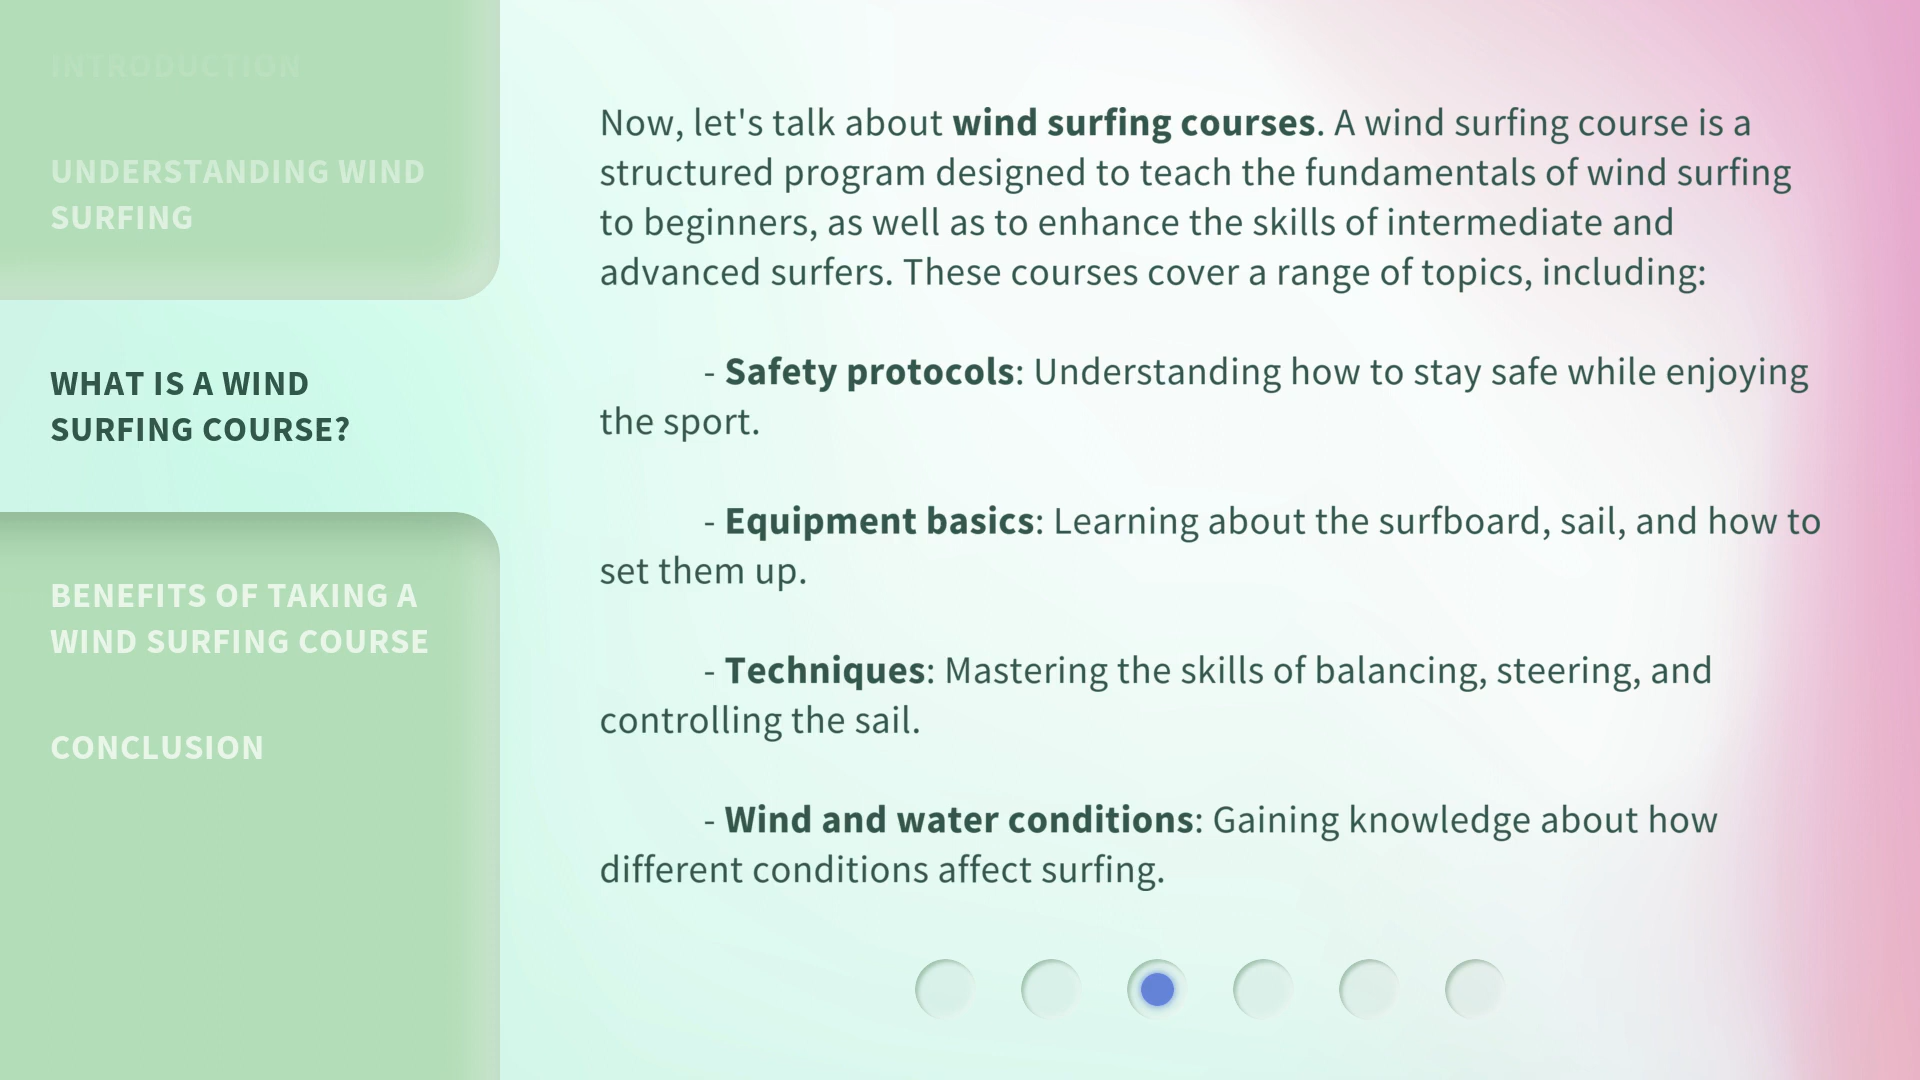 INTRODUCTION
UNDERSTANDING WIND
SURFING
WHAT IS A WIND
SURFING COURSE?
BENEFITS OF TAKING A
WIND SURFING COURSE
CONCLUSION
Now, let's talk about wind surfing courses. A wind surfing course is a
structured program designed to teach the fundamentals of wind surfing
to beginners, as well as to enhance the skills of intermediate and
advanced surfers. These courses cover a range of topics, including:
- Safety protocols: Understanding how to stay safe while enjoying
the sport.
- Equipment basics: Learning about the surfboard, sail, and how to
set them up.
- Techniques: Mastering the skills of balancing, steering, and
controlling the sail.
- Wind and water conditions: Gaining knowledge about how
different conditions affect surfing.